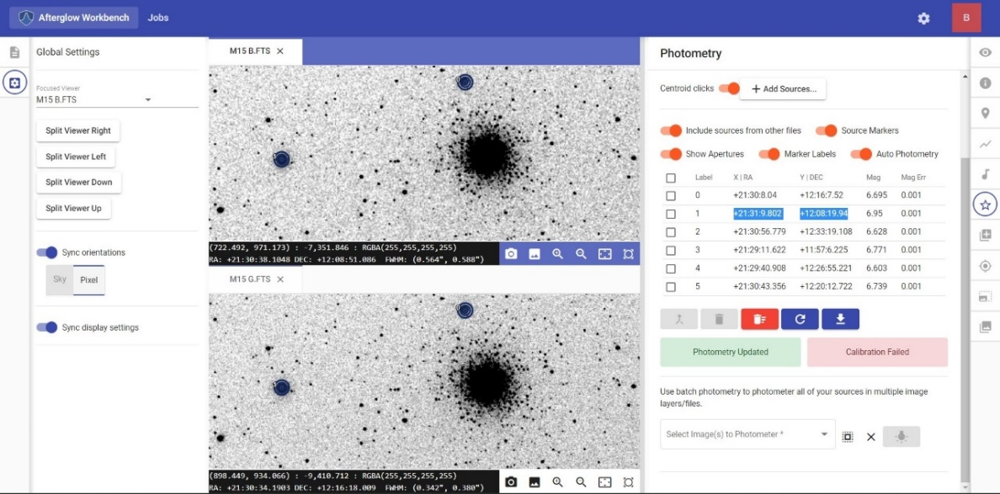 Afterglow Workbench Jobs B
Global Settings
Focused Viewer
M15 B.FTS
Split Viewer Right
Split Viewer Left
Split Viewer Down
Split Viewer Up
Sync orientations
Sky Pixel
Sync display settings
M15 B.FTS ×
(722.492, 971.173) : -7,351.846 : RGBA(255,255,255,255)
RA: +21:30:38.1048 DEC: +12:08:51.086 FWHM: (0.564", 0.588")
M15 G.FTS ×
(898.449, 934.066) : -9,410.712 : RGBA(255,255,255,255)
RA: +21:30:34.1903 DEC: +12:16:18.009 FWHM: (0.342", 0.380")
Photometry
Centroid clicks + Add Sources...
Include sources from other files Source Markers
Show Apertures Marker Labels Auto Photometry
Label X | RA Y | DEC Mag Mag Err
0 +21:30:8.04 +12:16:7.52 6.695 0.001
1 +21:31:9.802 +12:08:19.94 6.95 0.001
2 +21:30:56.779 +12:33:19.108 6.628 0.001
3 +21:29:11.622 +11:57:6.225 6.771 0.001
4 +21:29:40.908 +12:26:55.221 6.603 0.001
5 +21:30:43.356 +12:20:12.722 6.739 0.001
Photometry Updated Calibration Failed
Use batch photometry to photometer all of your sources in multiple image
layers/files.
Select Image(s) to Photometer *